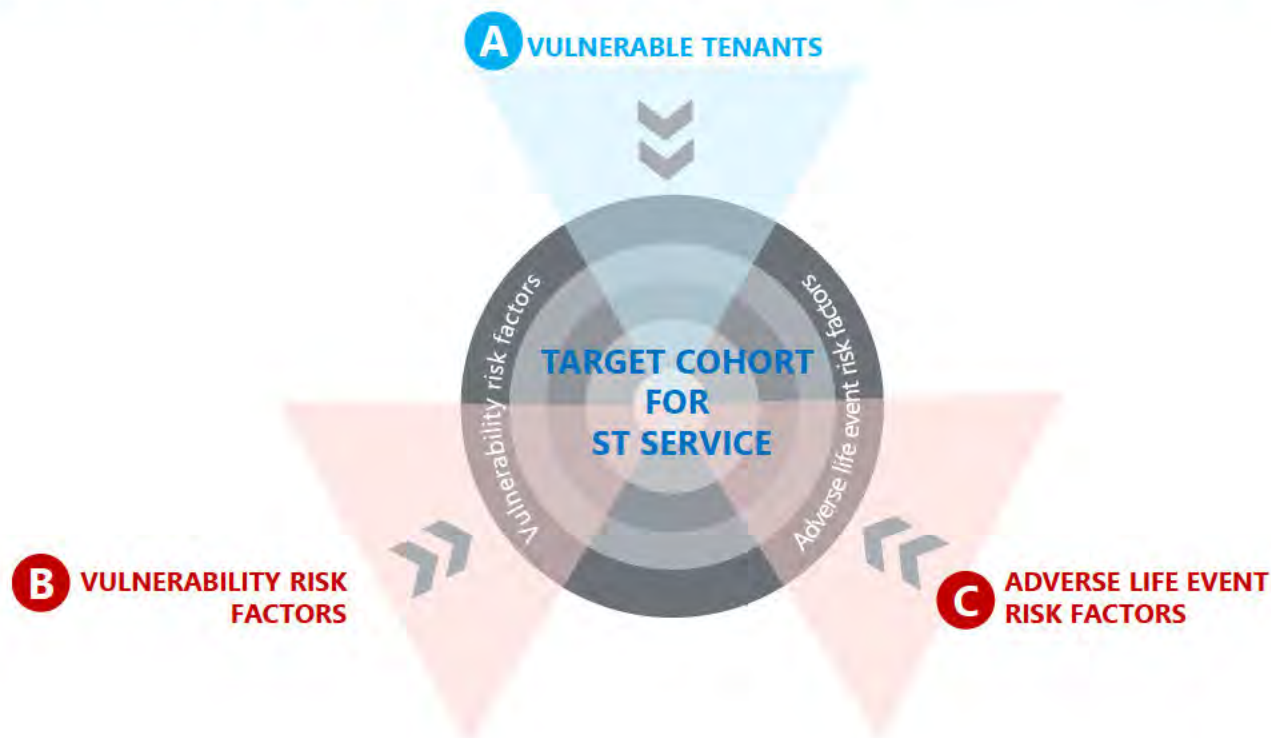 A VULNERABLE TENANTS
Vulnerability risk factors
Adverse life event risk factors
TARGET COHORT
FOR
ST SERVICE
B VULNERABILITY RISK
FACTORS
C ADVERSE LIFE EVENT
RISK FACTORS